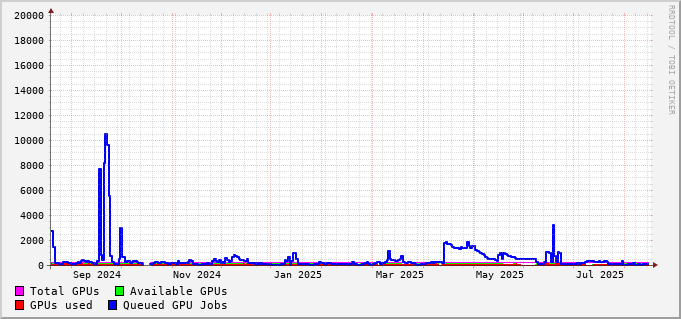 20000
18000
16000
14000
12000
10000
8000
6000
4000
2000
0
Sep 2024 Nov 2024 Jan 2025 Mar 2025 May 2025 Jul 2025
Total GPUs Available GPUs
GPUs used Queued GPU Jobs
RRDTOOL / TOBI OETIKER